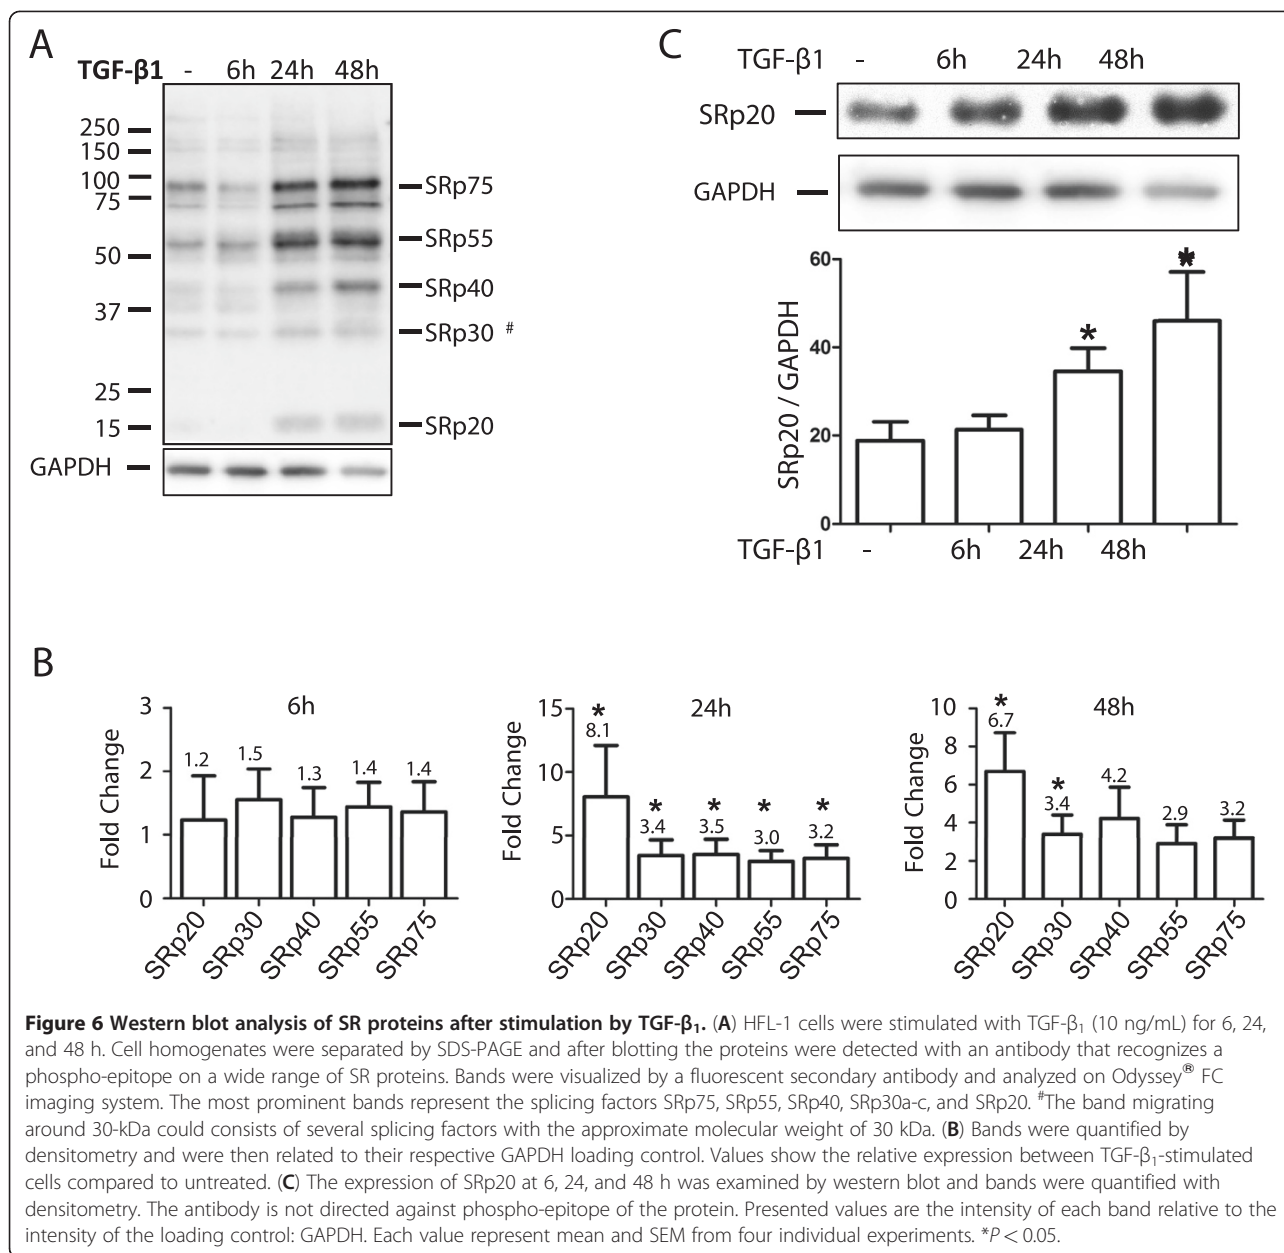 A
TGF-β1 - 6h 24h 48h
250
150
100
75
50
37
25
15
SRp75
SRp55
SRp40
SRp30 #
SRp20
GAPDH
C
TGF-β1 - 6h 24h 48h
SRp20
GAPDH
60
40
20
0
SRp20 / GAPDH
*
*
TGF-β1 - 6h 24h 48h
B
6h
Fold Change
3
2
1
0
1.2
1.5
1.3
1.4
1.4
SRp20
SRp30
SRp40
SRp55
SRp75
24h
Fold Change
15
10
5
0
*
8.1
*
3.4
*
3.5
*
3.0
*
3.2
SRp20
SRp30
SRp40
SRp55
SRp75
48h
Fold Change
10
8
6
4
2
0
*
6.7
*
3.4
4.2
2.9
3.2
SRp20
SRp30
SRp40
SRp55
SRp75
Figure 6 Western blot analysis of SR proteins after stimulation by TGF-β₁. (A) HFL-1 cells were stimulated with TGF-β₁ (10 ng/mL) for 6, 24,
and 48 h. Cell homogenates were separated by SDS-PAGE and after blotting the proteins were detected with an antibody that recognizes a
phospho-epitope on a wide range of SR proteins. Bands were visualized by a fluorescent secondary antibody and analyzed on Odyssey® FC
imaging system. The most prominent bands represent the splicing factors SRp75, SRp55, SRp40, SRp30a-c, and SRp20. #The band migrating
around 30-kDa could consists of several splicing factors with the approximate molecular weight of 30 kDa. (B) Bands were quantified by
densitometry and were then related to their respective GAPDH loading control. Values show the relative expression between TGF-β₁-stimulated
cells compared to untreated. (C) The expression of SRp20 at 6, 24, and 48 h was examined by western blot and bands were quantified with
densitometry. The antibody is not directed against phospho-epitope of the protein. Presented values are the intensity of each band relative to the
intensity of the loading control: GAPDH. Each value represent mean and SEM from four individual experiments. *P < 0.05.